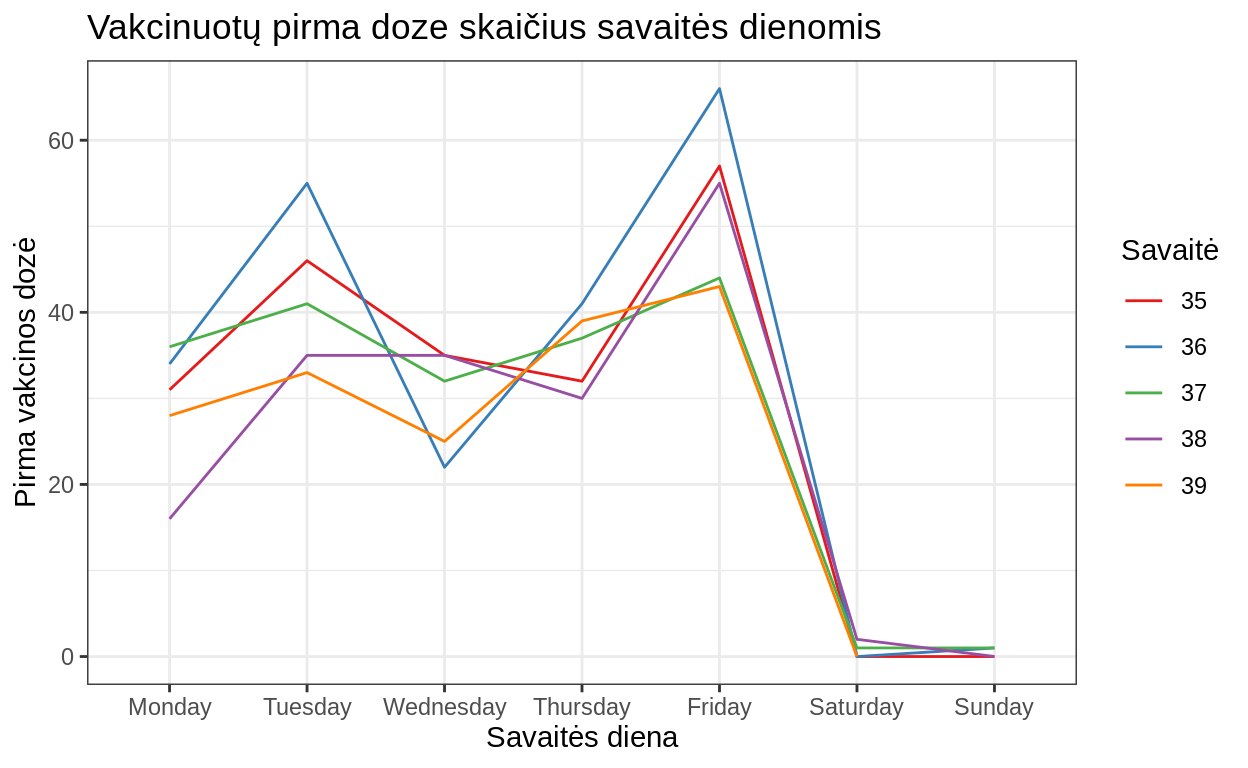 Vakcinuotų pirma doze skaičius savaitės dienomis
Pirma vakcinos dozė
60
40
20
0
Monday Tuesday Wednesday Thursday Friday Saturday Sunday
Savaitės diena
Savaitė
35
36
37
38
39